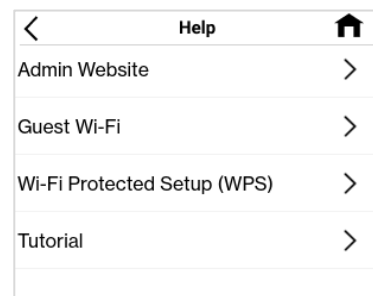 Help
Admin Website
Guest Wi-Fi
Wi-Fi Protected Setup (WPS)
Tutorial